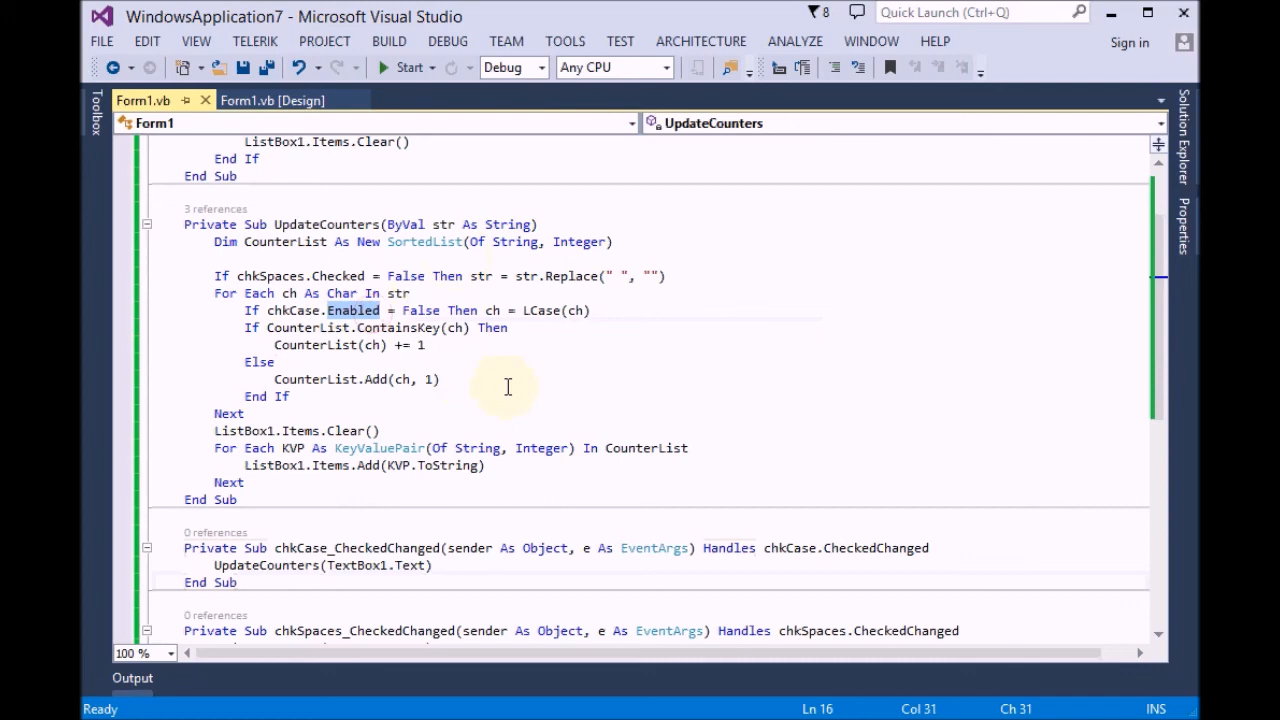 WindowsApplication7 - Microsoft Visual Studio
8
Quick Launch (Ctrl+Q)
FILE EDIT VIEW TELERIK PROJECT BUILD DEBUG TEAM TOOLS TEST ARCHITECTURE ANALYZE WINDOW HELP
Sign in
Start
Debug
Any CPU
Toolbox
Form1.vb
Form1.vb [Design]
Form1
UpdateCounters
Solution Explorer
Properties
ListBox1.Items.Clear()
End If
End Sub
3 references
Private Sub UpdateCounters(ByVal str As String)
Dim CounterList As New SortedList(Of String, Integer)
If chkSpaces.Checked = False Then str = str.Replace(" ", "")
For Each ch As Char In str
If chkCase.Enabled = False Then ch = LCase(ch)
If CounterList.ContainsKey(ch) Then
CounterList(ch) += 1
Else
CounterList.Add(ch, 1)
End If
Next
ListBox1.Items.Clear()
For Each KVP As KeyValuePair(Of String, Integer) In CounterList
ListBox1.Items.Add(KVP.ToString)
Next
End Sub
0 references
Private Sub chkCase_CheckedChanged(sender As Object, e As EventArgs) Handles chkCase.CheckedChanged
UpdateCounters(TextBox1.Text)
End Sub
0 references
Private Sub chkSpaces_CheckedChanged(sender As Object, e As EventArgs) Handles chkSpaces.CheckedChanged
100 %
Output
Ready
Ln 16
Col 31
Ch 31
INS